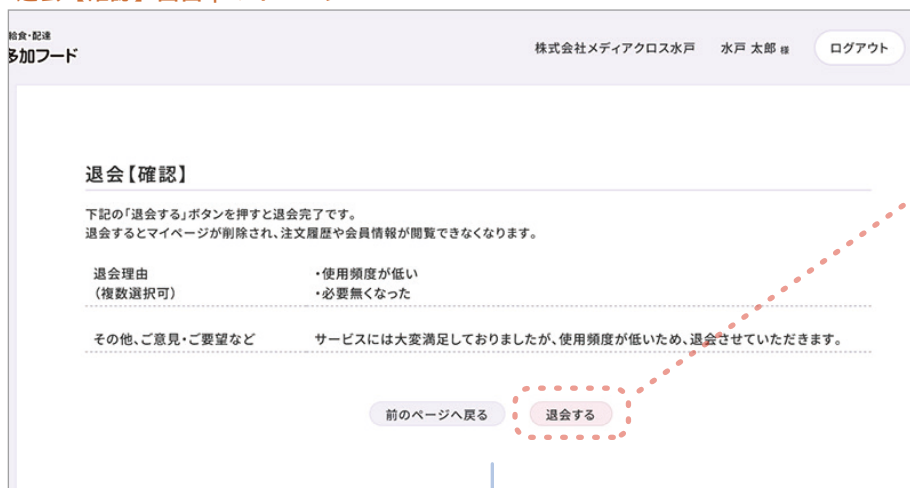 給食・配達
多加フード
株式会社メディアクロス水戸 水戸 太郎 様 ログアウト
退会【確認】
下記の「退会する」ボタンを押すと退会完了です。
退会するとマイページが削除され、注文履歴や会員情報が閲覧できなくなります。
退会理由 ・使用頻度が低い
（複数選択可） ・必要無くなった
その他、ご意見・ご要望など サービスには大変満足しておりましたが、使用頻度が低いため、退会させていただきます。
前のページへ戻る 退会する